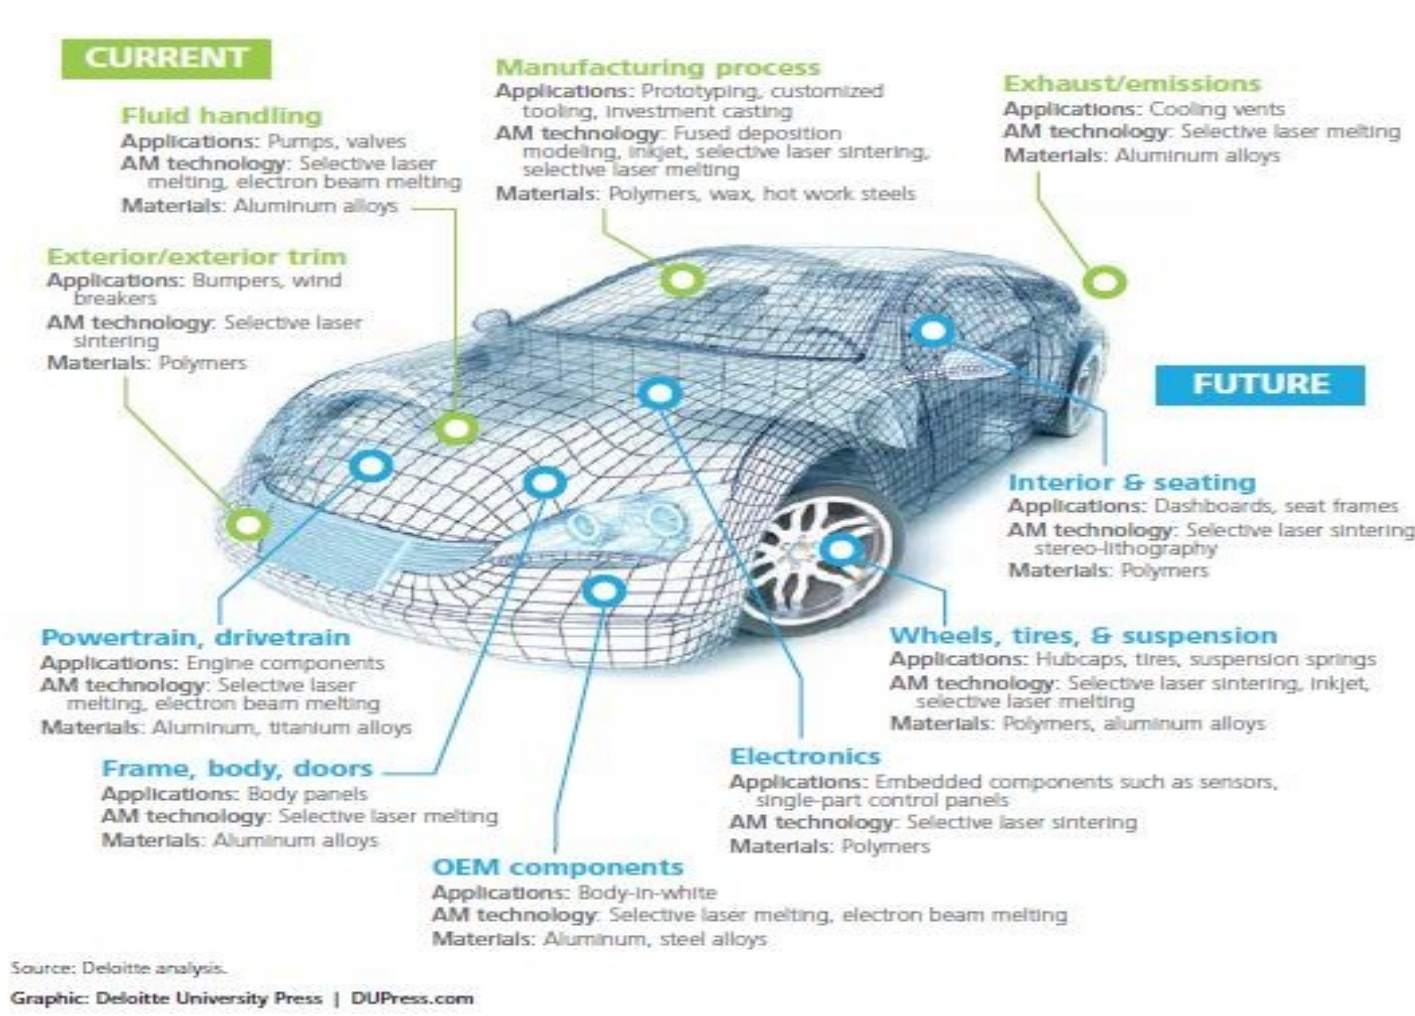 CURRENT
Fluid handling
Applications: Pumps, valves
AM technology: Selective laser
melting, electron beam melting
Materials: Aluminum alloys
Manufacturing process
Applications: Prototyping, customized
tooling, investment casting
AM technology: Fused deposition
modeling, inkjet, selective laser sintering,
selective laser melting
Materials: Polymers, wax, hot work steels
Exhaust/emissions
Applications: Cooling vents
AM technology: Selective laser melting
Materials: Aluminum alloys
Exterior/exterior trim
Applications: Bumpers, wind
breakers
AM technology: Selective laser
sintering
Materials: Polymers
FUTURE
Interior & seating
Applications: Dashboards, seat frames
AM technology: Selective laser sintering
stereo-lithography
Materials: Polymers
Powertrain, drivetrain
Applications: Engine components
AM technology: Selective laser
melting, electron beam melting
Materials: Aluminum, titanium alloys
Wheels, tires, & suspension
Applications: Hubcaps, tires, suspension springs
AM technology: Selective laser sintering, inkjet,
selective laser melting
Materials: Polymers, aluminum alloys
Frame, body, doors
Applications: Body panels
AM technology: Selective laser melting
Materials: Aluminum alloys
Electronics
Applications: Embedded components such as sensors,
single-part control panels
AM technology: Selective laser sintering
Materials: Polymers
OEM components
Applications: Body-in-white
AM technology: Selective laser melting, electron beam melting
Materials: Aluminum, steel alloys
Source: Deloitte analysis.
Graphic: Deloitte University Press | DUPress.com